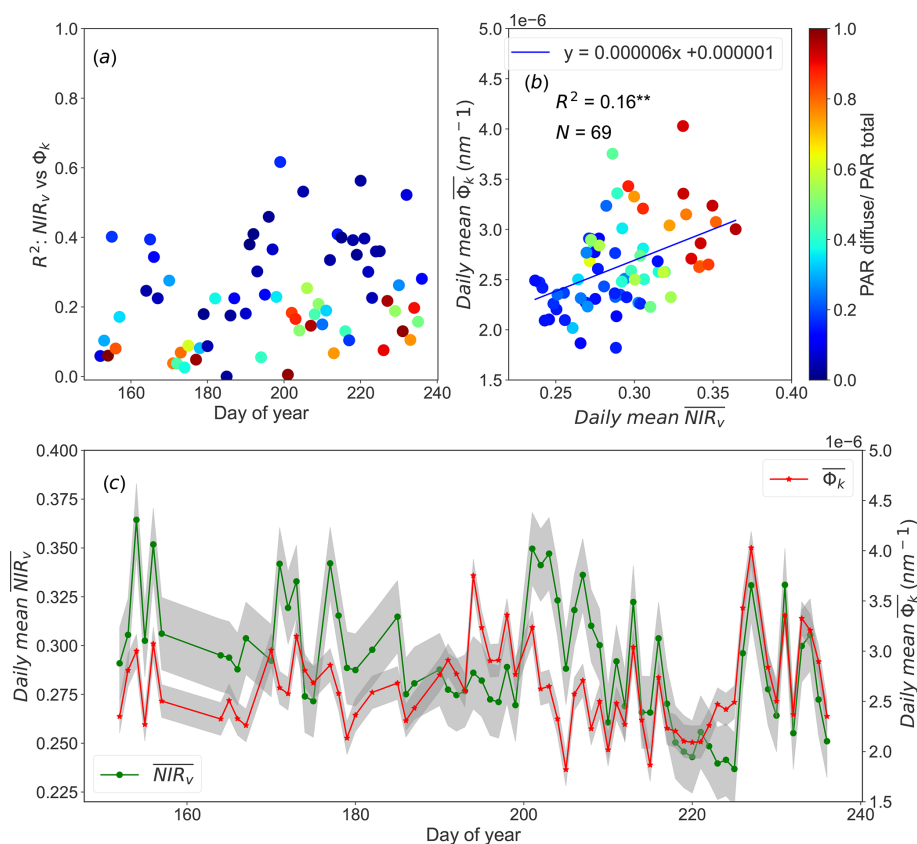 (a)
R²: NIRᵥ vs Φₖ
1.0
0.8
0.6
0.4
0.2
0.0
160 180 200 220 240
Day of year
1e−6
(b)
y = 0.000006x +0.000001
R² = 0.16**
N = 69
Daily mean Φ̅ₖ (nm−1)
5.0
4.5
4.0
3.5
3.0
2.5
2.0
1.5
0.25 0.30 0.35 0.40
Daily mean N̅I̅R̅ᵥ
1.0
0.8
0.6
0.4
0.2
0.0
PAR diffuse/ PAR total
(c)
Daily mean N̅I̅R̅ᵥ
0.400
0.375
0.350
0.325
0.300
0.275
0.250
0.225
N̅I̅R̅ᵥ
Φ̅ₖ
160 180 200 220 240
Day of year
1e−6
5.0
4.5
4.0
3.5
3.0
2.5
2.0
1.5
Daily mean Φ̅ₖ (nm−1)